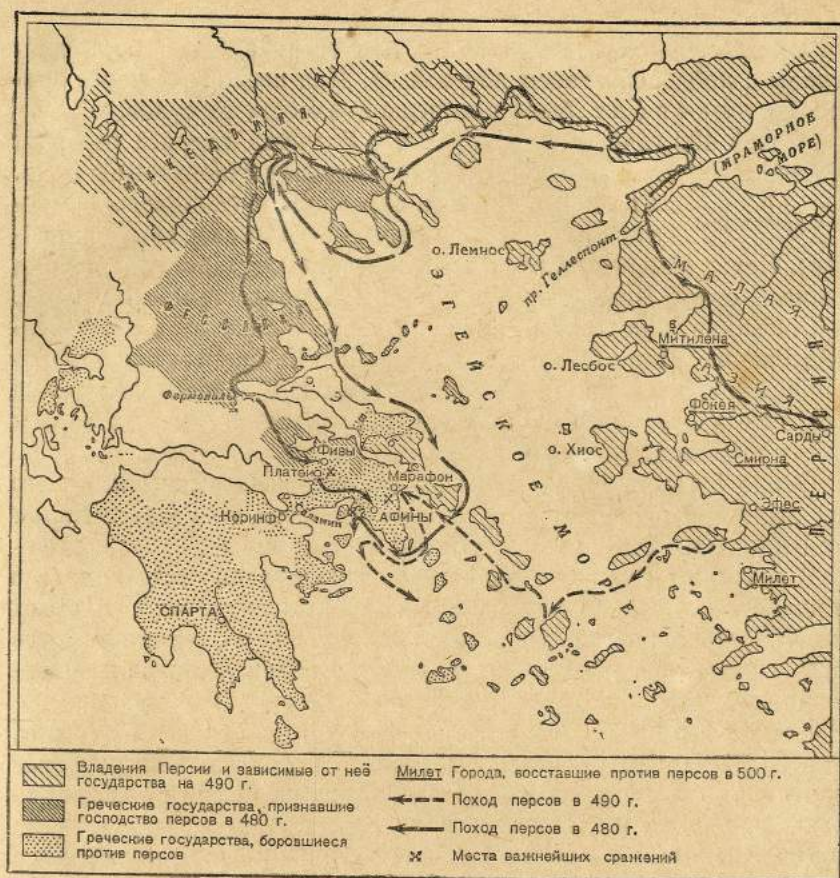 МАКЕДОНИЯ
(МРАМОРНОЕ
МОРЕ)
о. Лемнос
пр. Геллеспонт
ЭГЕЙСКОЕ МОРЕ
МАЛАЯ
АЗИЯ
ФЕССАЛИЯ
Митилена
о. Лесбос
Фермопилы
Фокея
Сарды
о. Хиос
Смирна
Фивы
Платеи
Марафон
Коринф
Саламин
АФИНЫ
Эфес
ПЕРСИЯ
Милет
СПАРТА
Владения Персии и зависимые от неё
государства на 490 г.
Греческие государства, признавшие
господство персов в 480 г.
Греческие государства, боровшиеся
против персов
Милет Города, восставшие против персов в 500 г.
Поход персов в 490 г.
Поход персов в 480 г.
Места важнейших сражений